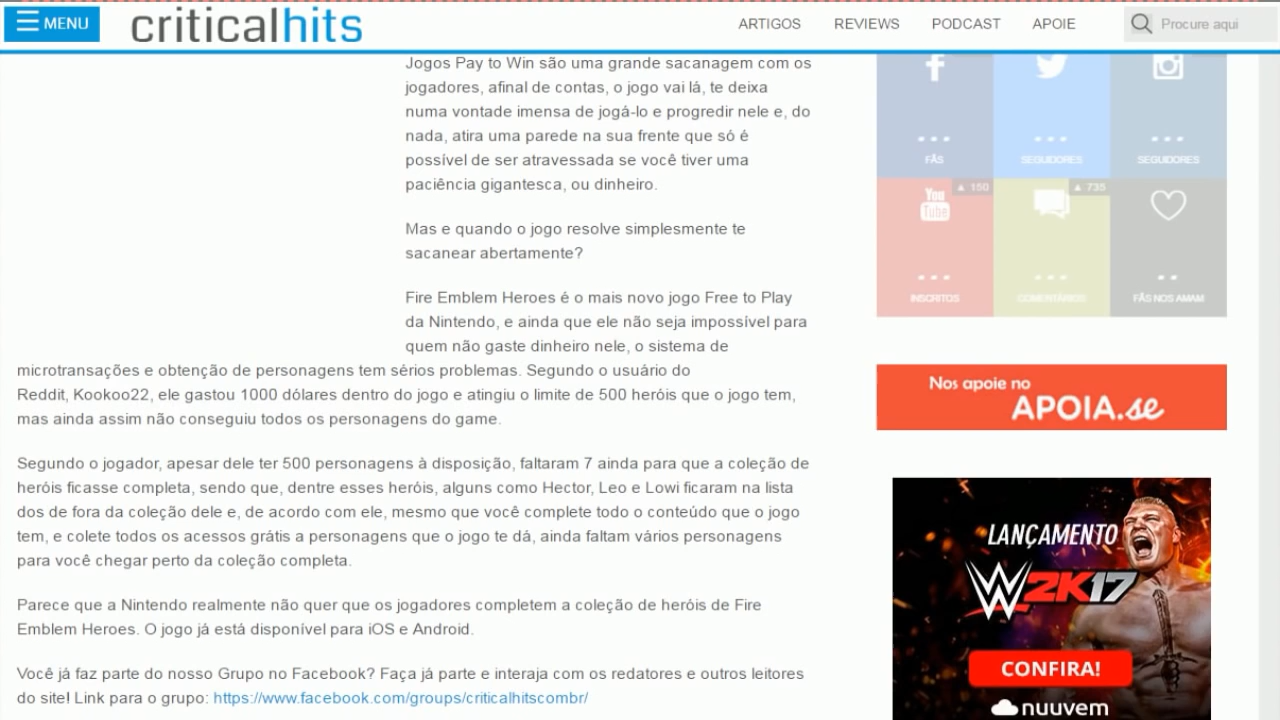 MENU
criticalhits
ARTIGOS
REVIEWS
PODCAST
APOIE
Procure aqui
Jogos Pay to Win são uma grande sacanagem com os
jogadores, afinal de contas, o jogo vai lá, te deixa
numa vontade imensa de jogá-lo e progredir nele e, do
nada, atira uma parede na sua frente que só é
possível de ser atravessada se você tiver uma
paciência gigantesca, ou dinheiro.
Mas e quando o jogo resolve simplesmente te
sacanear abertamente?
Fire Emblem Heroes é o mais novo jogo Free to Play
da Nintendo, e ainda que ele não seja impossível para
quem não gaste dinheiro nele, o sistema de
microtransações e obtenção de personagens tem sérios problemas. Segundo o usuário do
Reddit, Kookoo22, ele gastou 1000 dólares dentro do jogo e atingiu o limite de 500 heróis que o jogo tem,
mas ainda assim não conseguiu todos os personagens do game.
Segundo o jogador, apesar dele ter 500 personagens à disposição, faltaram 7 ainda para que a coleção de
heróis ficasse completa, sendo que, dentre esses heróis, alguns como Hector, Leo e Lowi ficaram na lista
dos de fora da coleção dele e, de acordo com ele, mesmo que você complete todo o conteúdo que o jogo
tem, e colete todos os acessos grátis a personagens que o jogo te dá, ainda faltam vários personagens
para você chegar perto da coleção completa.
Parece que a Nintendo realmente não quer que os jogadores completem a coleção de heróis de Fire
Emblem Heroes. O jogo já está disponível para iOS e Android.
Você já faz parte do nosso Grupo no Facebook? Faça já parte e interaja com os redatores e outros leitores
do site! Link para o grupo: https://www.facebook.com/groups/criticalhitscombr/
FÃS
SEGUIDORES
SEGUIDORES
You Tube
▲ 150
▲ 735
INSCRITOS
COMENTÁRIOS
FÃS NOS AMAM
Nos apoie no
APOIA.se
LANÇAMENTO
W 2K17
CONFIRA!
nuuvem